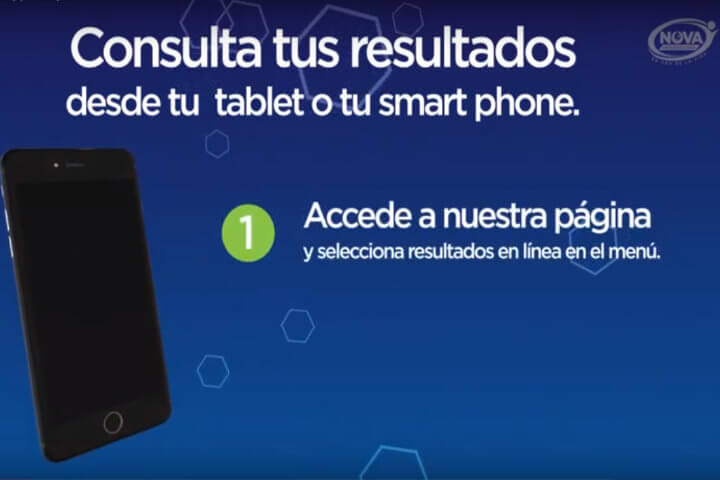 Consulta tus resultados
desde tu tablet o tu smart phone.
NOVA
1
Accede a nuestra página
y selecciona resultados en línea en el menú.